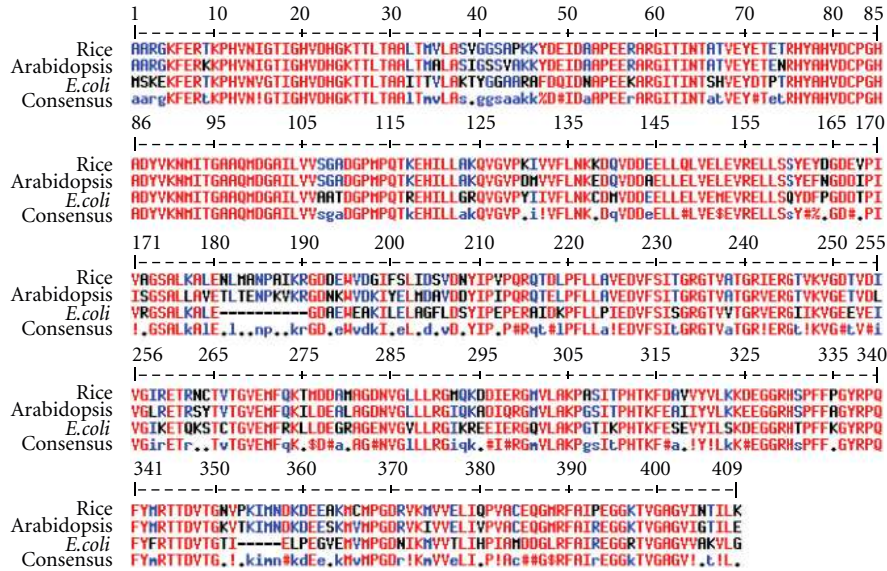 1 10 20 30 40 50 60 70 80 85
Rice AARGKFERTKPHVNIGTIGHVDHGKTTLTAALTMVLASVGGSAPKKYDEIDAAPEERARGITINTATVEYETETRHYAHVDCPGH
Arabidopsis AARGKFERKKPHVNIGTIGHVDHGKTTLTAALTMALASIGSSVAKKYDEIDAAPEERARGITINTATVEYETENRHYAHVDCPGH
E.coli MSKEKFERTKPHVNVGTIGHVDHGKTTLTAAITTVLAKTYGGAARAFDQIDNAPEEKARGITINTSHVEYDTPTRHYAHVDCPGH
Consensus aargKFERtKPHVN!GTIGHVDHGKTTLTAAlTmvLAs.ggsaakk%D#IDaAPEErARGITINTatVEY#TetRHYAHVDCPGH
86 95 105 115 125 135 145 155 165 170
Rice ADYVKNMITGAAQMDGAILVVSGADGPMPQTKEHILLAKQVGVPKIVVFLNKKDQVDDEELLQLVELEVRELLSSYEYDGDEVPI
Arabidopsis ADYVKNMITGAAQMDGAILVVSGADGPMPQTKEHILLAKQVGVPDMVVFLNKEDQVDDAELLELVELEVRELLSSYEFNGDDIPI
E.coli ADYVKNMITGAAQMDGAILVVAATDGPMPQTREHILLGRQVGVPYIIVFLNKCDMVDDEELLELVEMEVRELLSQYDFPGDDTPI
Consensus ADYVKNMITGAAQMDGAILVVsgaDGPMPQTkEHILLakQVGVP.i!VFLNK.DqVDDeELL#LVE$EVRELLSsY#%.GD#.PI
171 180 190 200 210 220 230 240 250 255
Rice VAGSALKALENLMANPAIKRGDDEWVDGIFSLIDSVDNYIPVPQRQTDLPFLLAVEDVFSITGRGTVATGRIERGTVKVGDTVDI
Arabidopsis ISGSALLAVETLTENPKVKRGDNKWVDKIYELMDAVDDYIPIPQRQTELPFLLAVEDVFSITGRGTVATGRVERGTVKVGETVDL
E.coli VRGSALKALE----------GDAEWEAKILELAGFLDSYIPEPERAIDKPFLLPIEDVFSISGRGTVVTGRVERGIIKVGEEVEI
Consensus !.GSALkAlE.l..np..krGD.eWvdkI.eL.d.vD.YIP.P#Rqt#lPFLLa!EDVFSItGRGTVaTGR!ERGt!KVG#tV#i
256 265 275 285 295 305 315 325 335 340
Rice VGIRETRNCTVTGVEMFQKTMDDAMAGDNVGLLLRGMQKDDIERGMVLAKPASITPHTKFDAVVYVLKKDEGGRHSPFFPGYRPQ
Arabidopsis VGLRETRSYTVTGVEMFQKILDEALAGDNVGLLLRGIQKADIQRGMVLAKPGSITPHTKFEAIIYVLKKEEGGRHSPFFAGYRPQ
E.coli VGIKETQKSTCTGVEMFRKLLDEGRAGENVGVLLRGIKREEIERGQVLAKPGTIKPHTKFESEVYILSKDEGGRHTPFFKGYRPQ
Consensus VGirETr..TvTGVEMFqK.$D#a.AG#NVGlLLRGiqk.#I#RGmVLAKPgsItPHTKF#a.!Y!LkK#EGGRHsPFF.GYRPQ
341 350 360 370 380 390 400 409
Rice FYMRTTDVTGNVPKIMNDKDEEAKMCMPGDRVKMVVELIQPVACEQGMRFAIPEGGKTVGAGVINTILK
Arabidopsis FYMRTTDVTGKVTKIMNDKDEESKMVMPGDRVKIVVELIVPVACEQGMRFAIREGGKTVGAGVIGTILE
E.coli FYFRTTDVTGTI-----ELPEGVEMVMPGDNIKMVVTLIHPIAMDDGLRFAIREGGRTVGAGVVAKVLG
Consensus FYmRTTDVTG.!.kimn#kdEe.kMvMPGDr!KmVVeLI.P!Ac##G$RFAIrEGGkTVGAGV!.t!L.